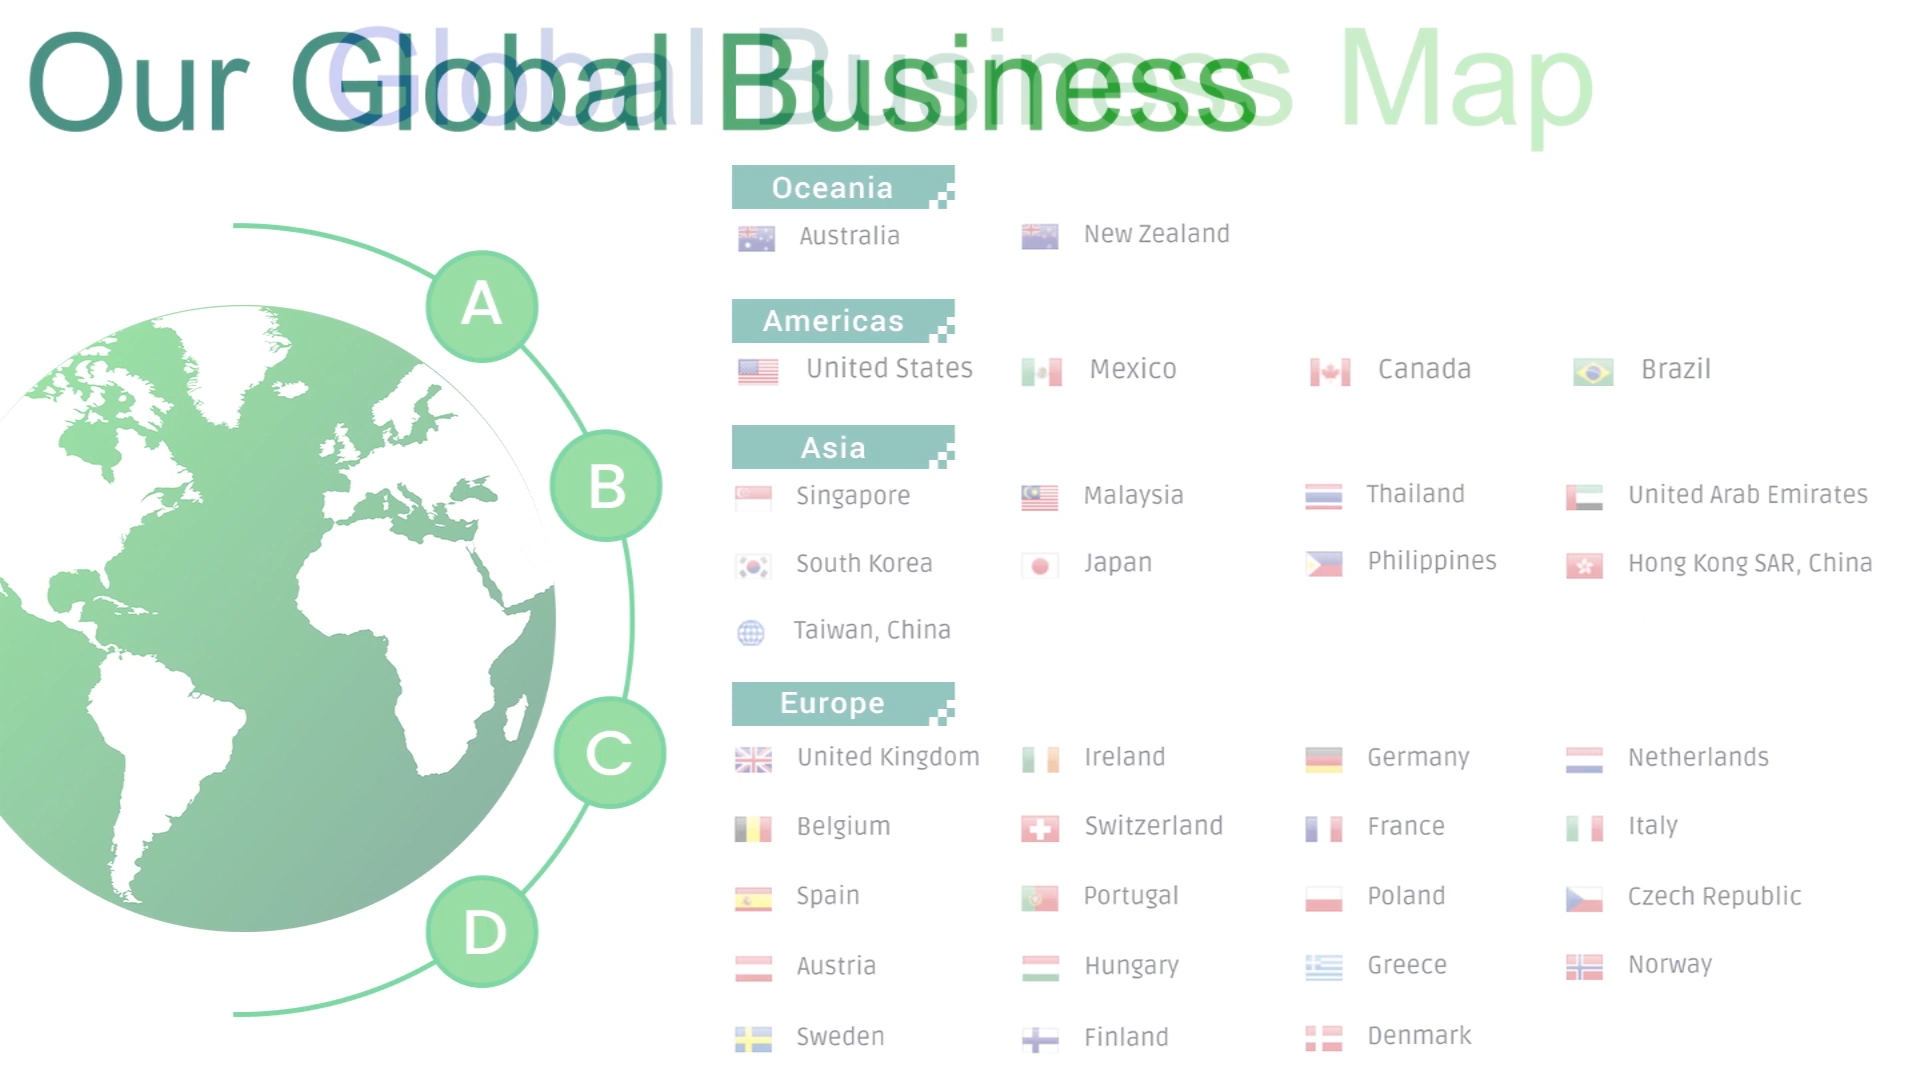 Our Global Business
Global Business Map
Oceania
Australia New Zealand
Americas
United States Mexico Canada Brazil
Asia
Singapore Malaysia Thailand United Arab Emirates
South Korea Japan Philippines Hong Kong SAR, China
Taiwan, China
Europe
United Kingdom Ireland Germany Netherlands
Belgium Switzerland France Italy
Spain Portugal Poland Czech Republic
Austria Hungary Greece Norway
Sweden Finland Denmark
A
B
C
D